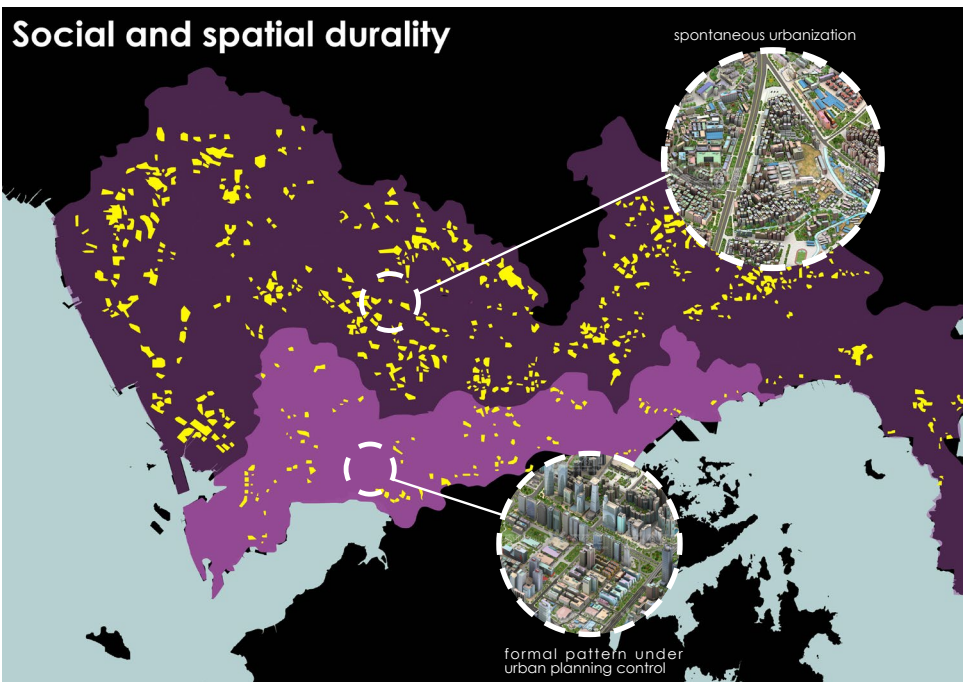 Social and spatial durality
spontaneous urbanization
formal pattern under
urban planning control